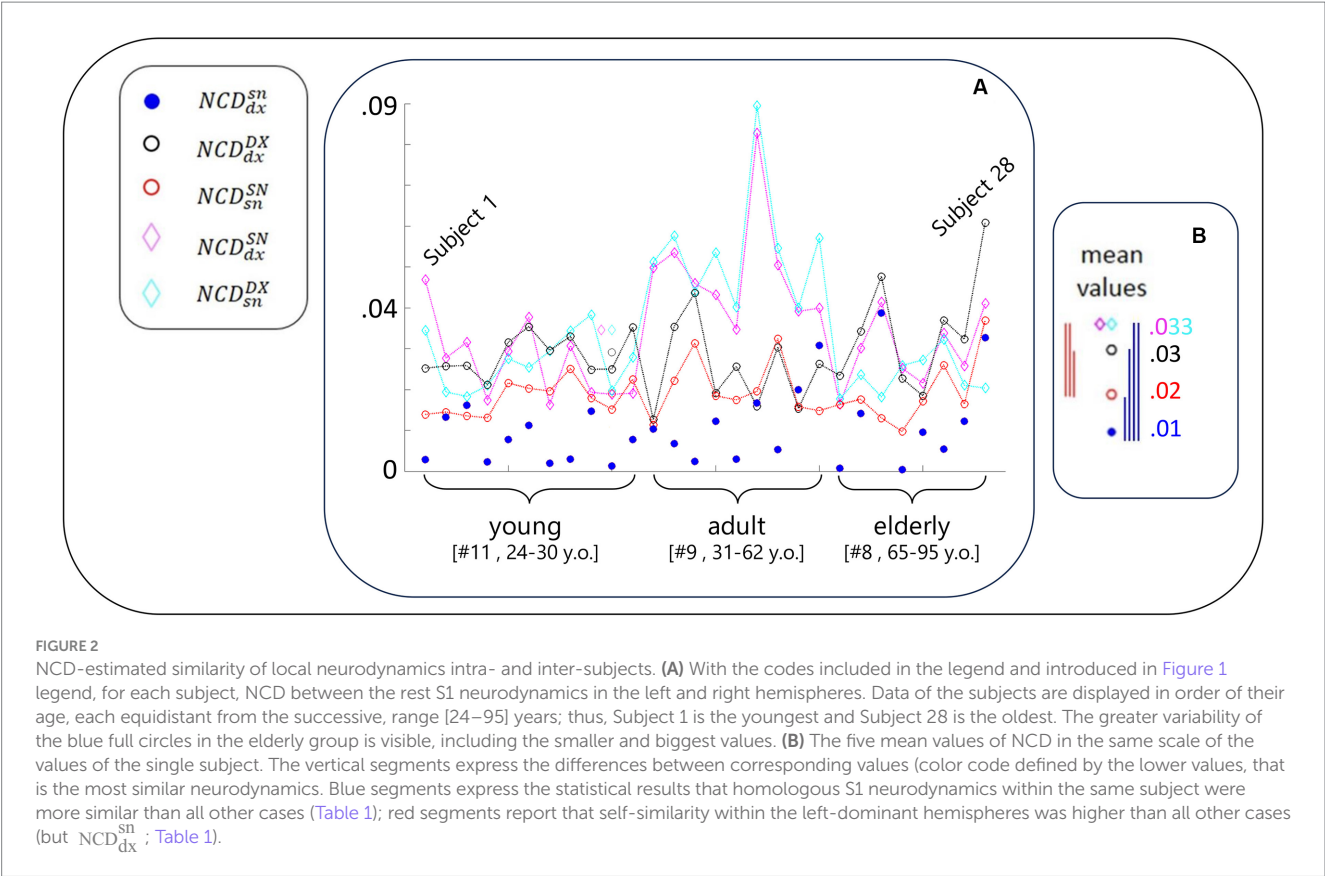 NCD_dx^sn
NCD_dx^DX
NCD_sn^SN
NCD_dx^SN
NCD_sn^DX
A
.09
.04
0
Subject 1
Subject 28
young
[#11 , 24-30 y.o.]
adult
[#9 , 31-62 y.o.]
elderly
[#8 , 65-95 y.o.]
B
mean
values
.033
.03
.02
.01
FIGURE 2
NCD-estimated similarity of local neurodynamics intra- and inter-subjects. (A) With the codes included in the legend and introduced in Figure 1
legend, for each subject, NCD between the rest S1 neurodynamics in the left and right hemispheres. Data of the subjects are displayed in order of their
age, each equidistant from the successive, range [24–95] years; thus, Subject 1 is the youngest and Subject 28 is the oldest. The greater variability of
the blue full circles in the elderly group is visible, including the smaller and biggest values. (B) The five mean values of NCD in the same scale of the
values of the single subject. The vertical segments express the differences between corresponding values (color code defined by the lower values, that
is the most similar neurodynamics. Blue segments express the statistical results that homologous S1 neurodynamics within the same subject were
more similar than all other cases (Table 1); red segments report that self-similarity within the left-dominant hemispheres was higher than all other cases
(but NCD_dx^sn ; Table 1).